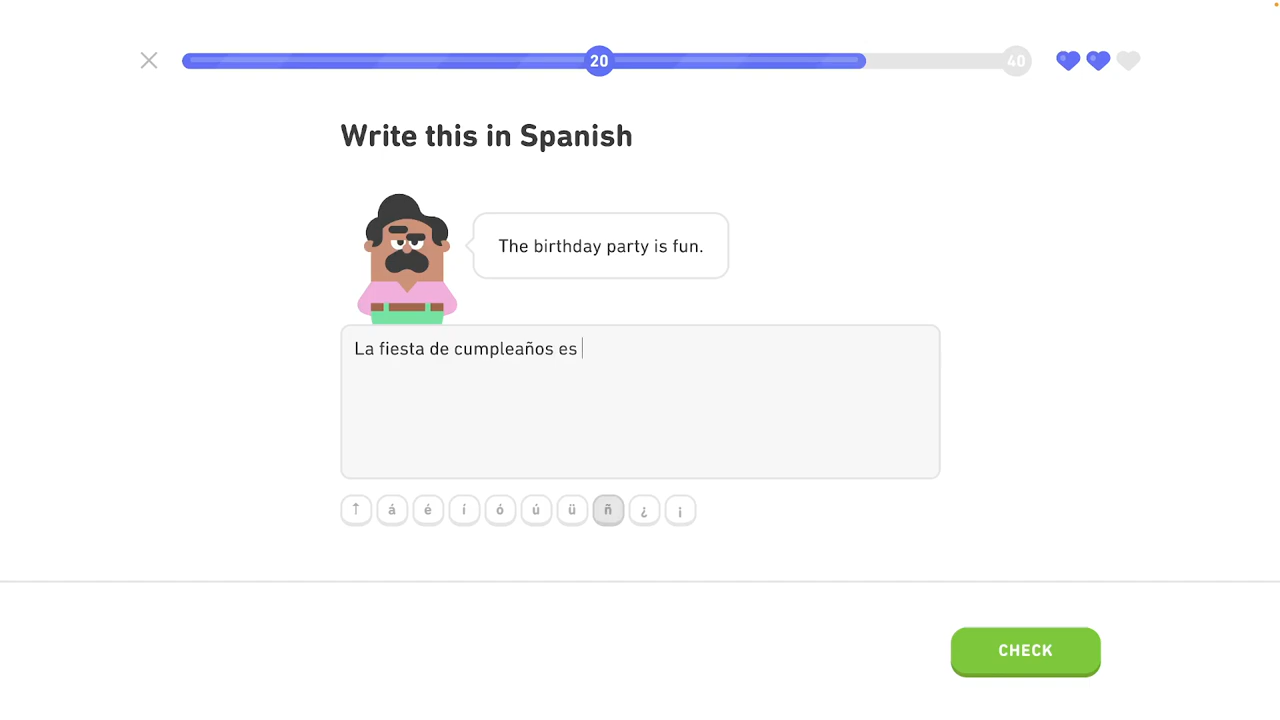 20
40
Write this in Spanish
The birthday party is fun.
La fiesta de cumpleaños es
↑ á é í ó ú ü ñ ¿ ¡
CHECK